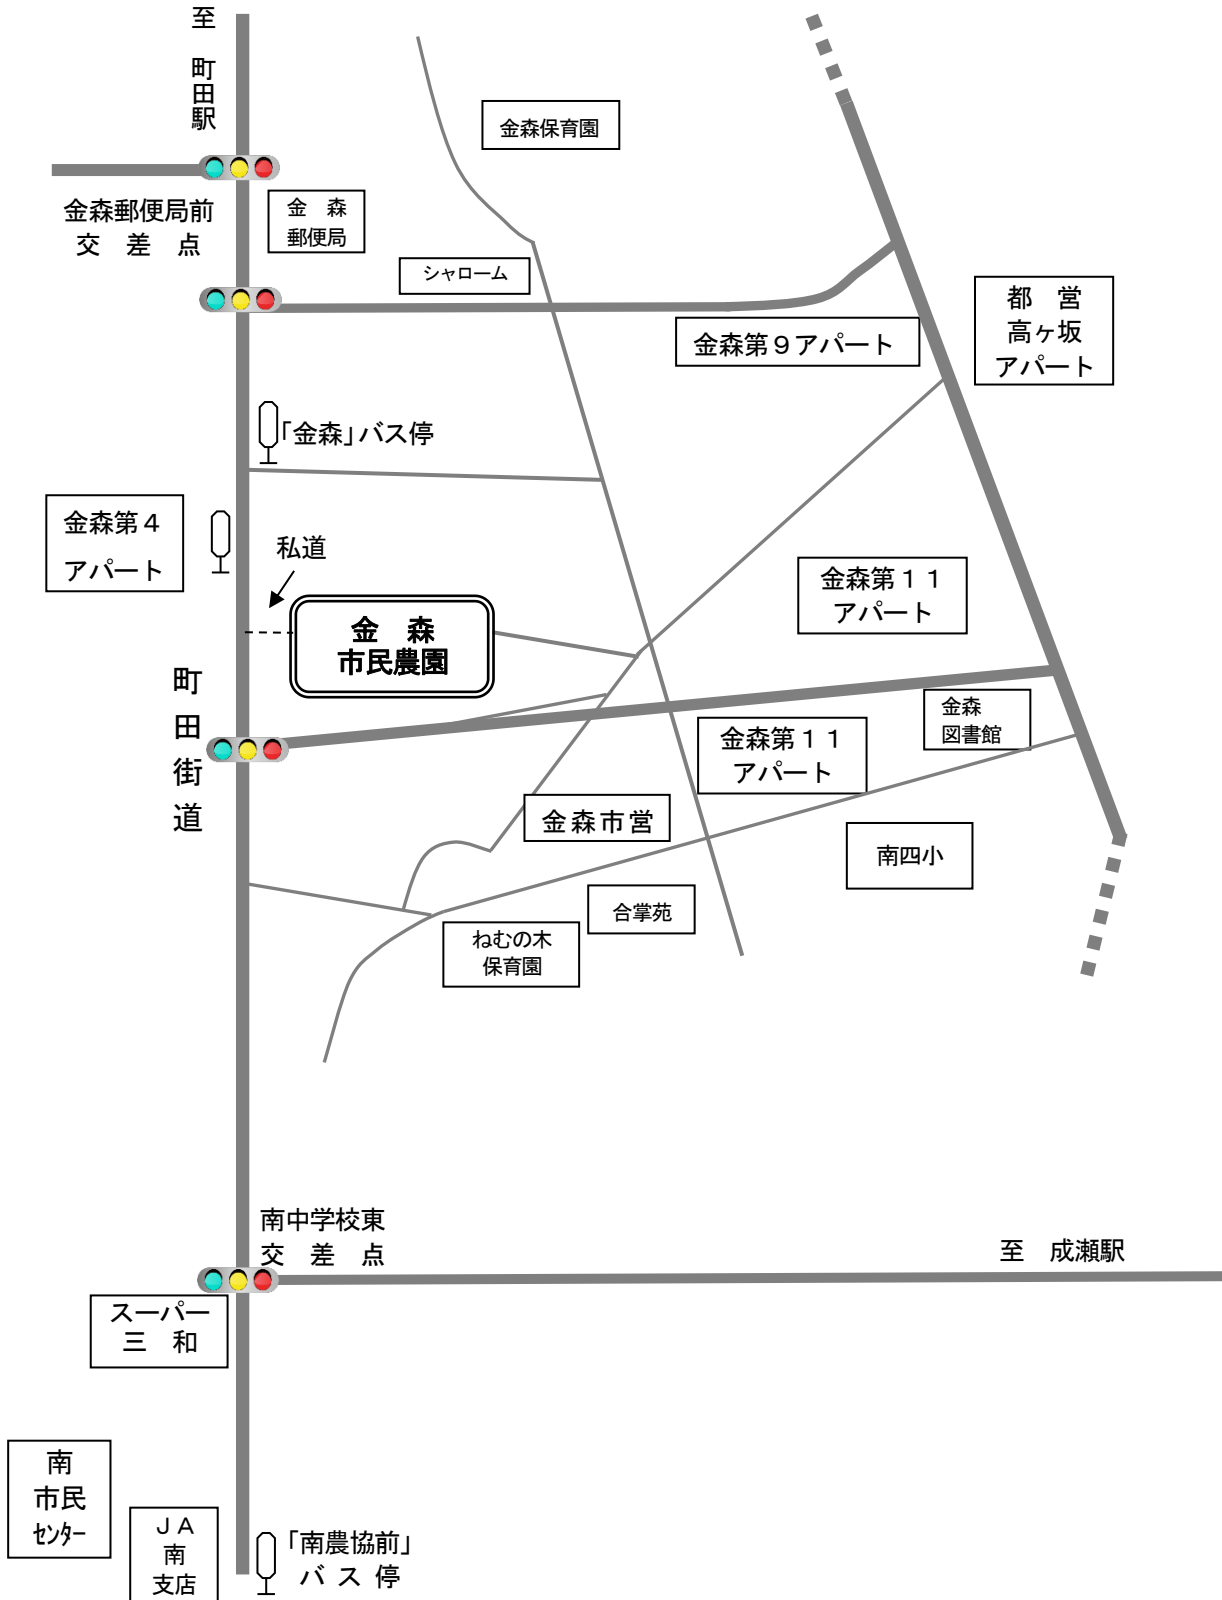 至 町田駅
金森保育園
金森郵便局前
交 差 点
金 森
郵便局
シャローム
都 営
高ヶ坂
アパート
金森第９アパート
「金森」バス停
金森第４
アパート
私道
金森第１１
アパート
金 森
市民農園
町田街道
金森
図書館
金森第１１
アパート
金森市営
南四小
合掌苑
ねむの木
保育園
南中学校東
交 差 点
至 成瀬駅
スーパー
三 和
南
市民
ｾﾝﾀｰ
ＪＡ
南
支店
「南農協前」
バ ス 停